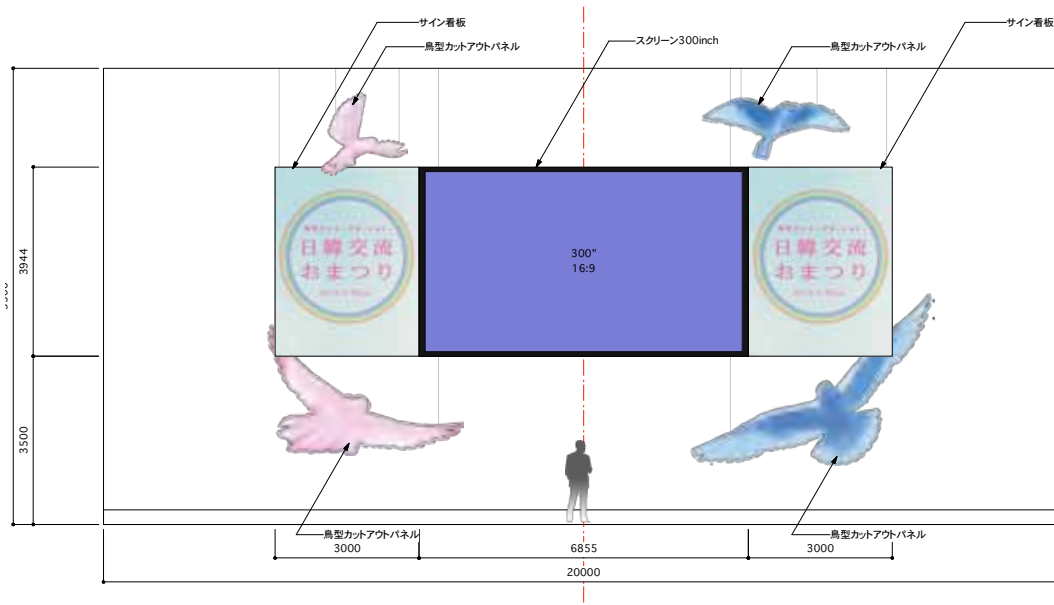 サイン看板
鳥型カットアウトパネル
スクリーン300inch
鳥型カットアウトパネル
サイン看板
日韓交流
おまつり
300"
16:9
日韓交流
おまつり
3944
3500
鳥型カットアウトパネル
鳥型カットアウトパネル
3000
6855
3000
20000